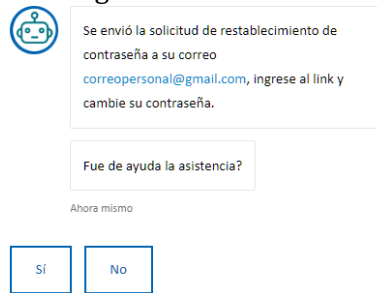 Se envió la solicitud de restablecimiento de
contraseña a su correo
correopersonal@gmail.com, ingrese al link y
cambie su contraseña.
Fue de ayuda la asistencia?
Ahora mismo
Sí
No